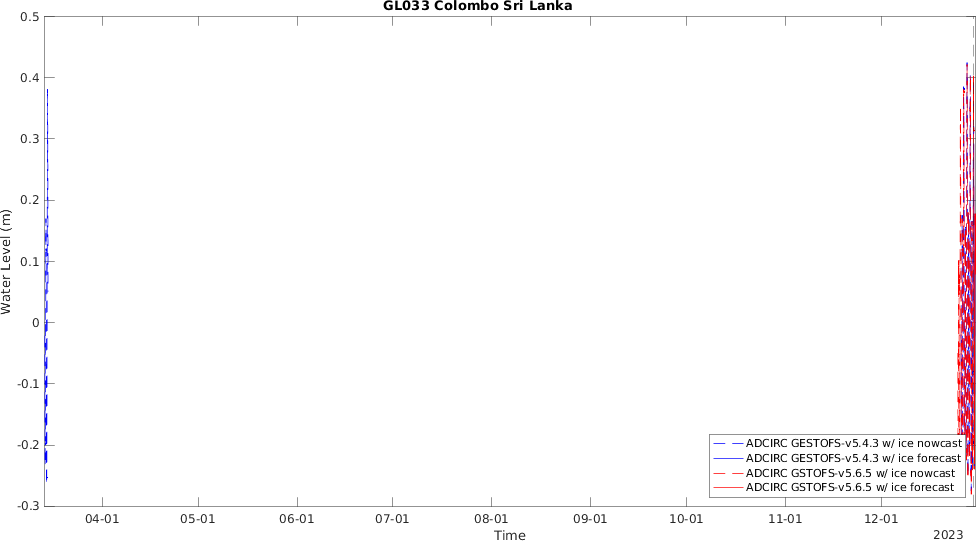 GL033 Colombo Sri Lanka
0.5
0.4
0.3
0.2
0.1
0
-0.1
-0.2
-0.3
Water Level (m)
ADCIRC GESTOFS-v5.4.3 w/ ice nowcast
ADCIRC GESTOFS-v5.4.3 w/ ice forecast
ADCIRC GSTOFS-v5.6.5 w/ ice nowcast
ADCIRC GSTOFS-v5.6.5 w/ ice forecast
04-01 05-01 06-01 07-01 08-01 09-01 10-01 11-01 12-01
Time
2023